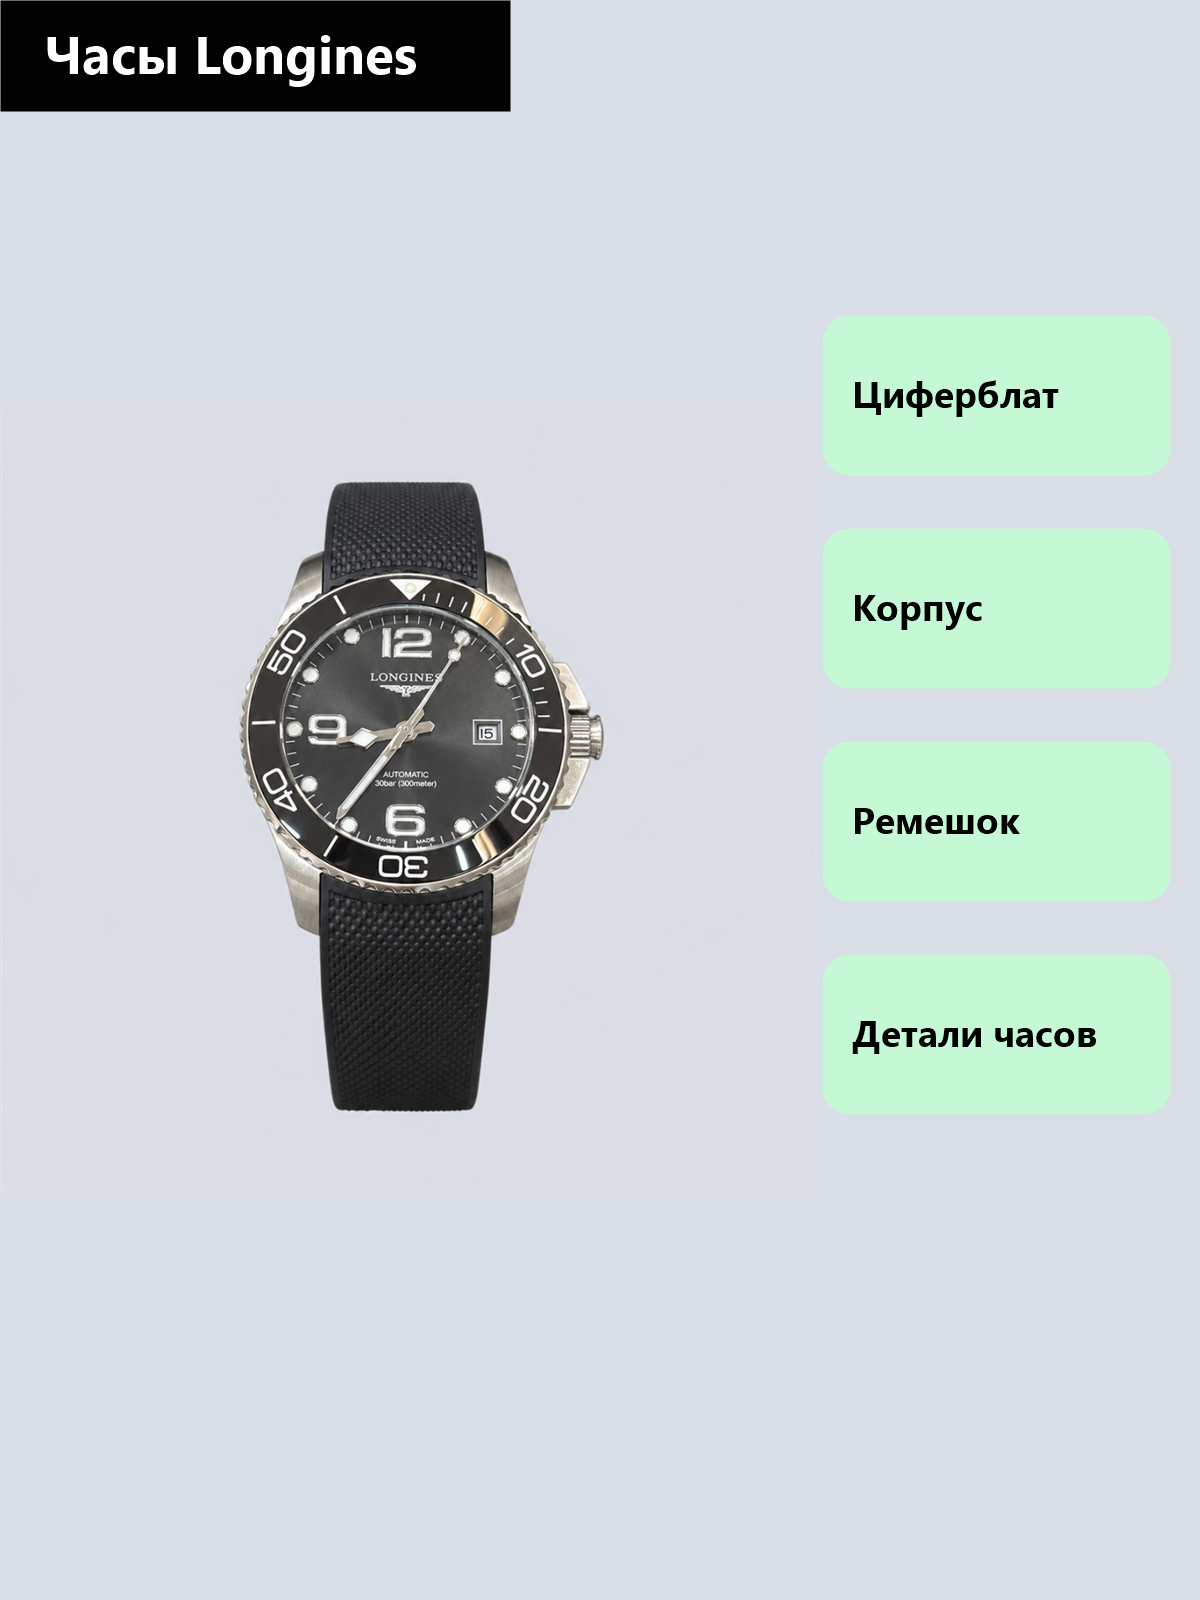 Часы Longines
Циферблат
Корпус
Ремешок
Детали часов
12
LONGINES
9
15
AUTOMATIC
30bar (300meter)
6
SWISS MADE
10
20
30
40
50